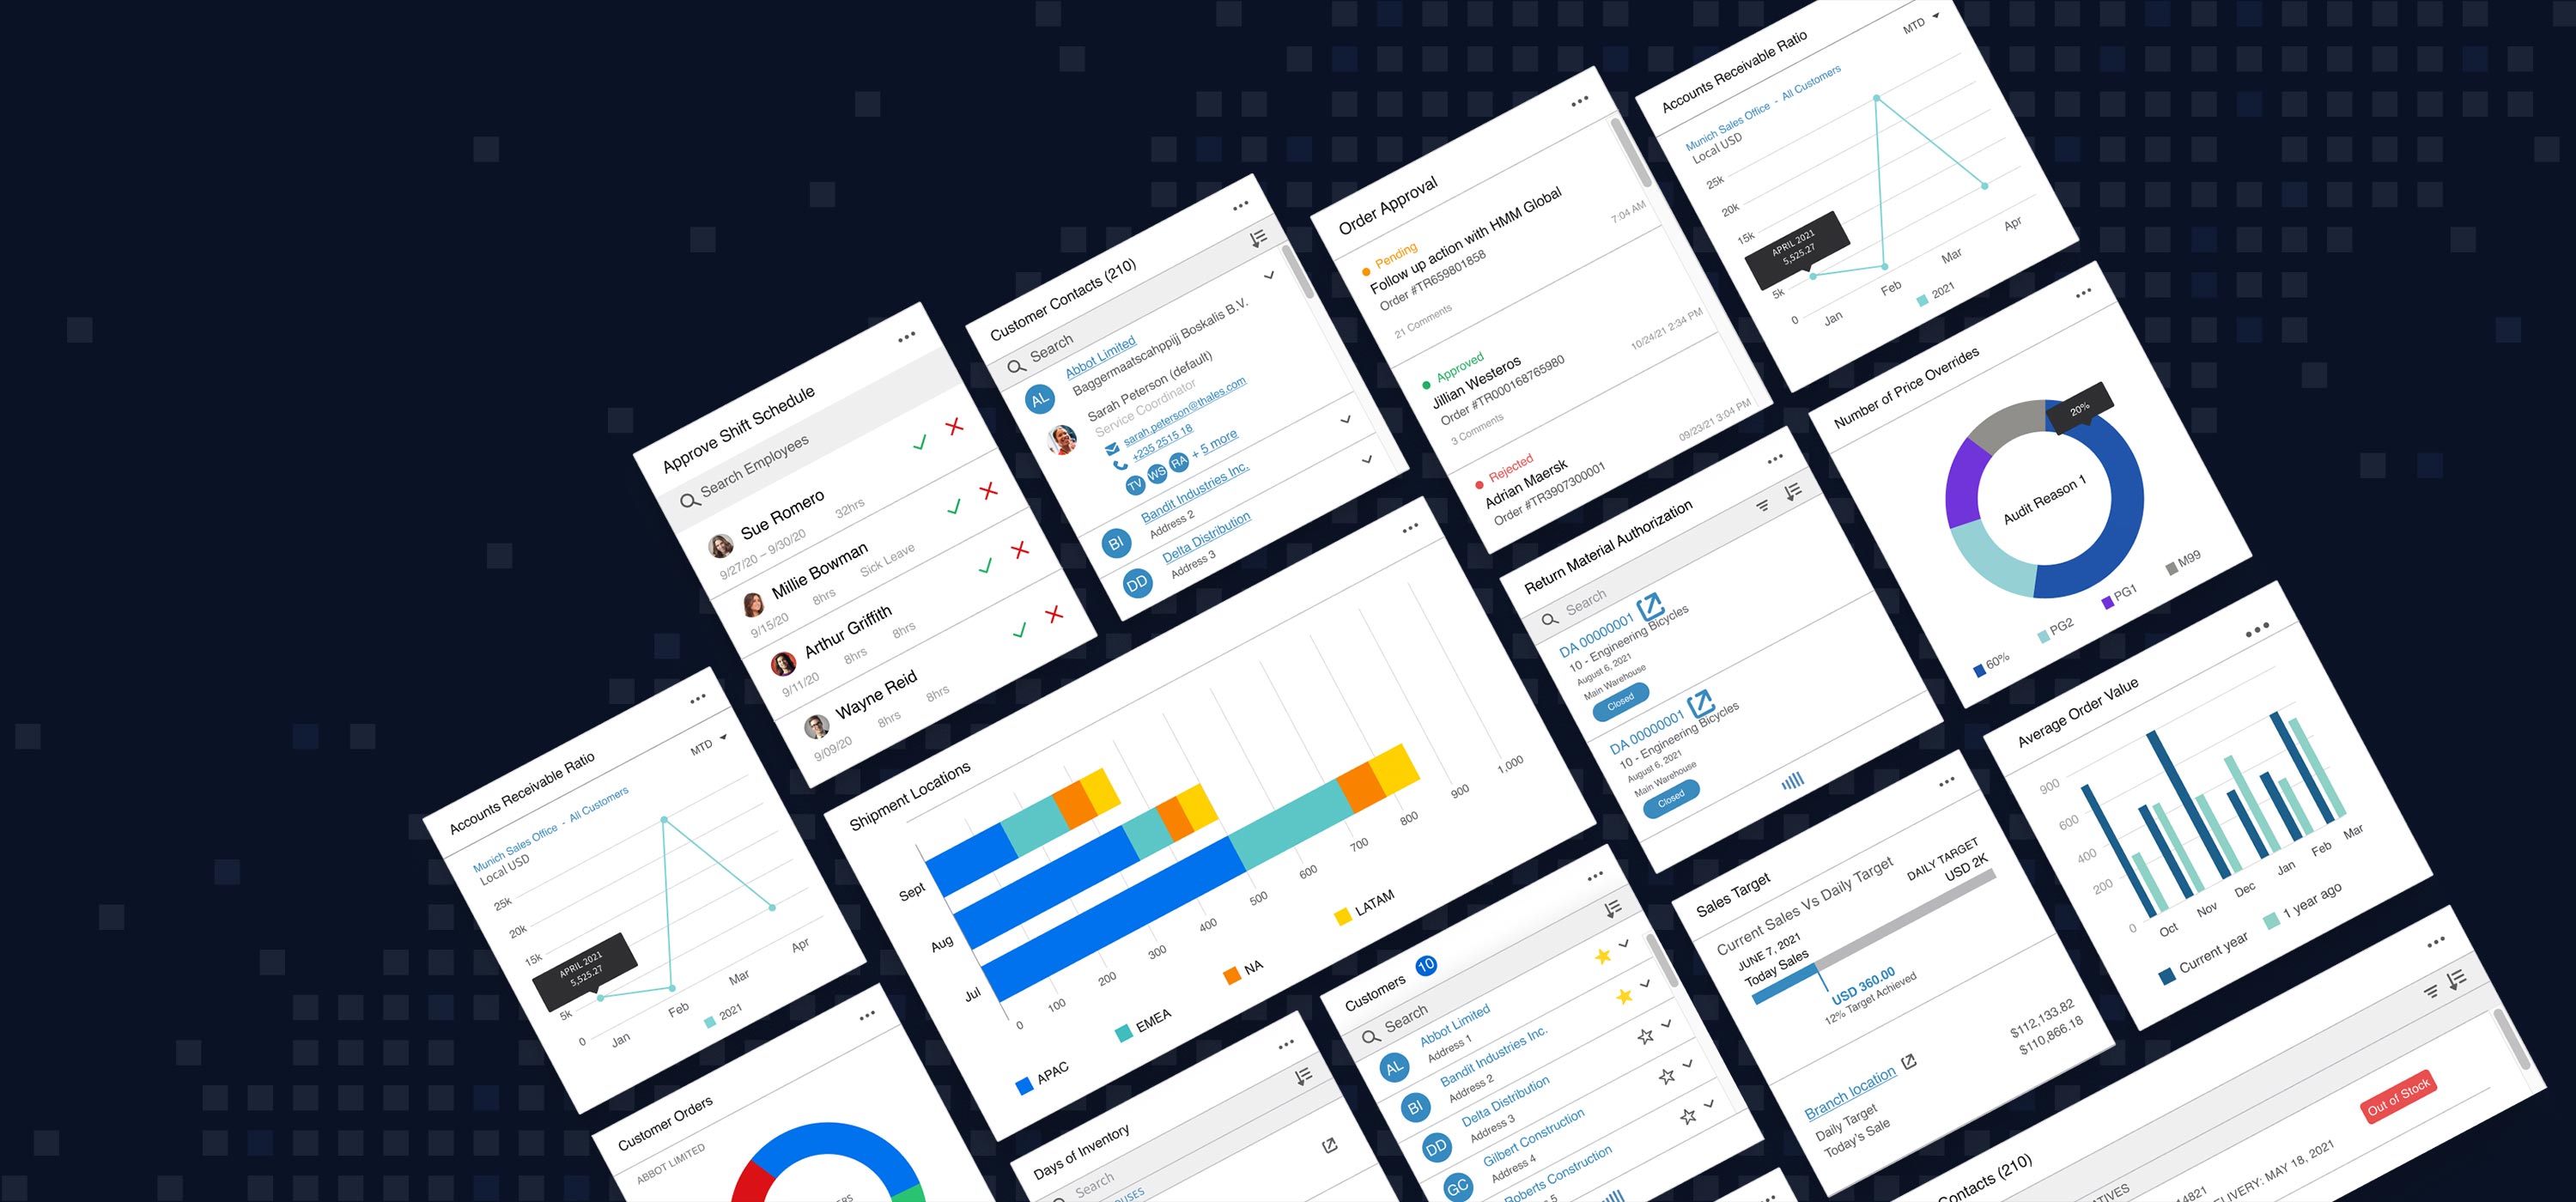 Accounts Receivable Ratio
MTD
Munich Sales Office - All Customers
Local USD
25k
20k
15k
APRIL 2021
5,525.27
5k
0
Jan
Feb
Mar
Apr
2021
Order Approval
Pending
7:04 AM
Follow up action with HMM Global
Order #TR659801858
21 Comments
Approved
10/24/21 2:34 PM
Jillian Westeros
Order #TR00168765980
3 Comments
Rejected
09/23/21 3:04 PM
Adrian Maersk
Order #TR3907300001
Customer Contacts (210)
Search
AL
Abbot Limited
Baggermaatscahppijj Boskalis B.V.
Sarah Peterson (default)
Service Coordinator
sarah.peterson@thales.com
+235 2515 18
TV WS RA + 5 more
BI
Bandit Industries Inc.
Address 2
DD
Delta Distribution
Address 3
Approve Shift Schedule
Search Employees
Sue Romero
9/27/20 – 9/30/20 32hrs
Millie Bowman
9/15/20 8hrs Sick Leave
Arthur Griffith
9/11/20 8hrs 8hrs
Wayne Reid
9/09/20 8hrs 8hrs
Number of Price Overrides
20%
Audit Reason 1
60%
PG2
PG1
M99
Return Material Authorization
Search
DA 00000001
10 - Engineering Bicycles
August 6, 2021
Main Warehouse
Closed
DA 00000001
10 - Engineering Bicycles
August 6, 2021
Main Warehouse
Closed
Shipment Locations
Sept
Aug
Jul
0
100
200
300
400
500
600
700
800
900
1,000
APAC
EMEA
NA
LATAM
Accounts Receivable Ratio
MTD
Munich Sales Office - All Customers
Local USD
25k
20k
15k
APRIL 2021
5,525.27
5k
0
Jan
Feb
Mar
Apr
2021
Average Order Value
900
600
400
200
0
Oct
Nov
Dec
Jan
Feb
Mar
Current year
1 year ago
Sales Target
Current Sales Vs Daily Target
DAILY TARGET
USD 2K
JUNE 7, 2021
Today Sales
USD 360.00
12% Target Achieved
Branch location
Daily Target
$112,133.82
Today's Sale
$110,866.18
Customers 10
Search
AL
Abbot Limited
Address 1
BI
Bandit Industries Inc.
Address 2
DD
Delta Distribution
Address 3
GC
Gilbert Construction
Address 4
Roberts Construction
Days of Inventory
Search
Customer Orders
ABBOT LIMITED
Contacts (210)
Out of Stock
MAY 18, 2021